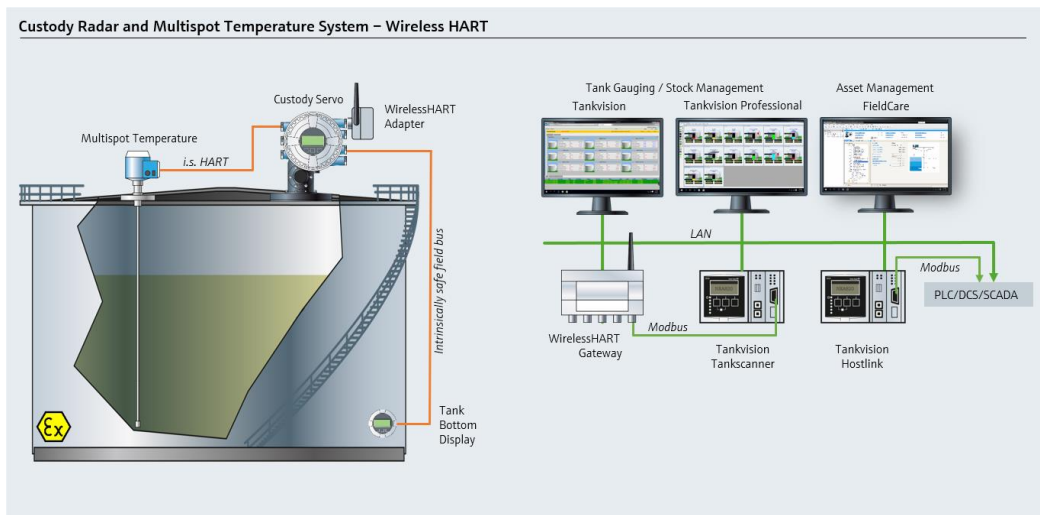 Custody Radar and Multispot Temperature System – Wireless HART
Custody Servo
WirelessHART
Adapter
Multispot Temperature
i.s. HART
Intrinsically safe field bus
Tank
Bottom
Display
Ex
Tank Gauging / Stock Management
Tankvision
Tankvision Professional
Asset Management
FieldCare
LAN
Modbus
PLC/DCS/SCADA
Modbus
WirelessHART
Gateway
Tankvision
Tankscanner
Tankvision
Hostlink